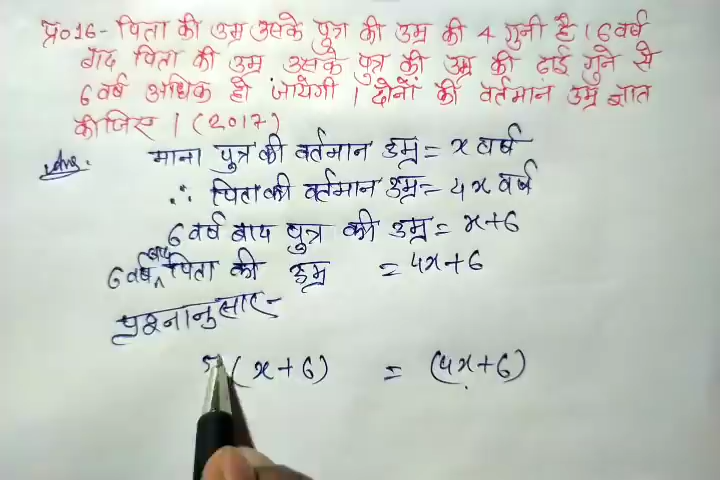 प्र०16- पिता की उम्र उसके पुत्र की उम्र की 4 गुनी है । 6 वर्ष
बाद पिता की उम्र उसके पुत्र की उम्र की ढाई गुने से
6 वर्ष अधिक हो जायेगी । दोनों की वर्तमान उम्र ज्ञात
कीजिए । (2017)
Ans. माना पुत्र की वर्तमान उम्र = x वर्ष
∴ पिता की वर्तमान उम्र = 4x वर्ष
6 वर्ष बाद पुत्र की उम्र = x+6
6 वर्ष बाद पिता की उम्र = 4x+6
प्रश्नानुसार-
5 (x+6) = (4x+6)